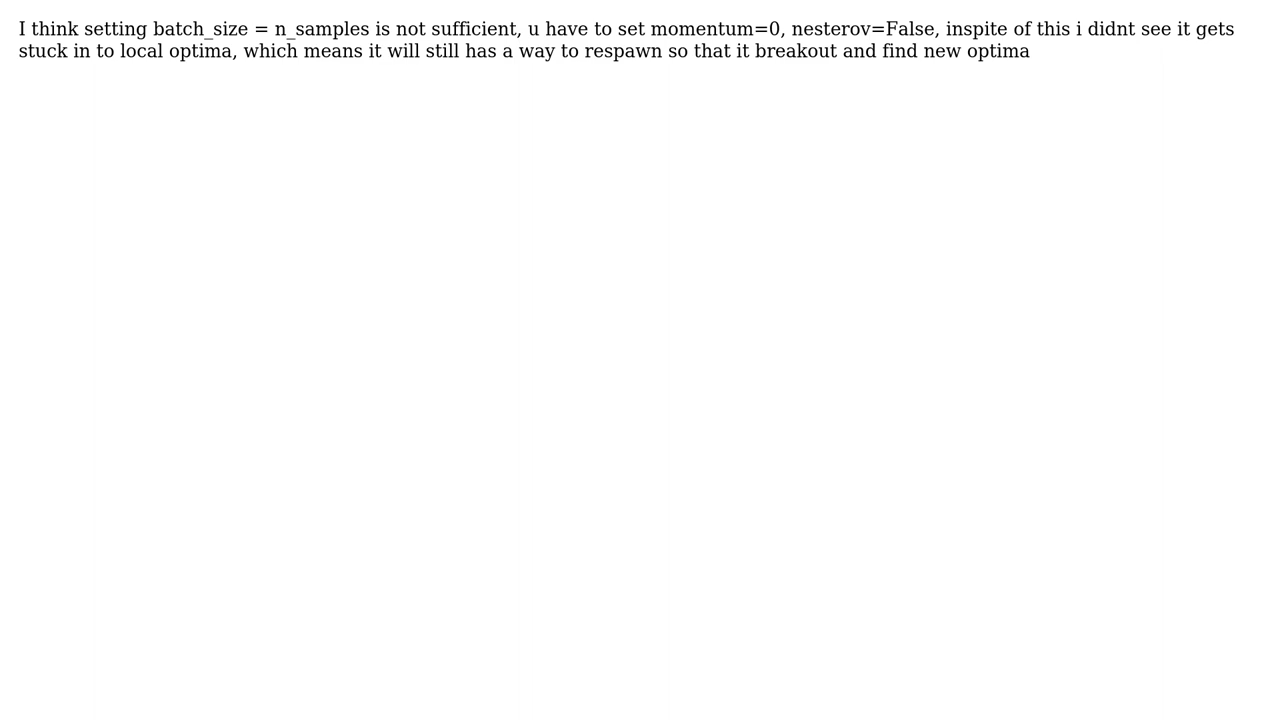 I think setting batch_size = n_samples is not sufficient, u have to set momentum=0, nesterov=False, inspite of this i didnt see it gets
stuck in to local optima, which means it will still has a way to respawn so that it breakout and find new optima